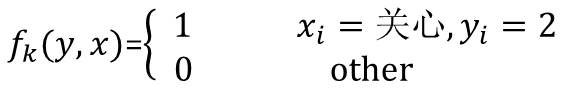 f_k(y, x)={ 1 x_i = 关心, y_i = 2
0 other